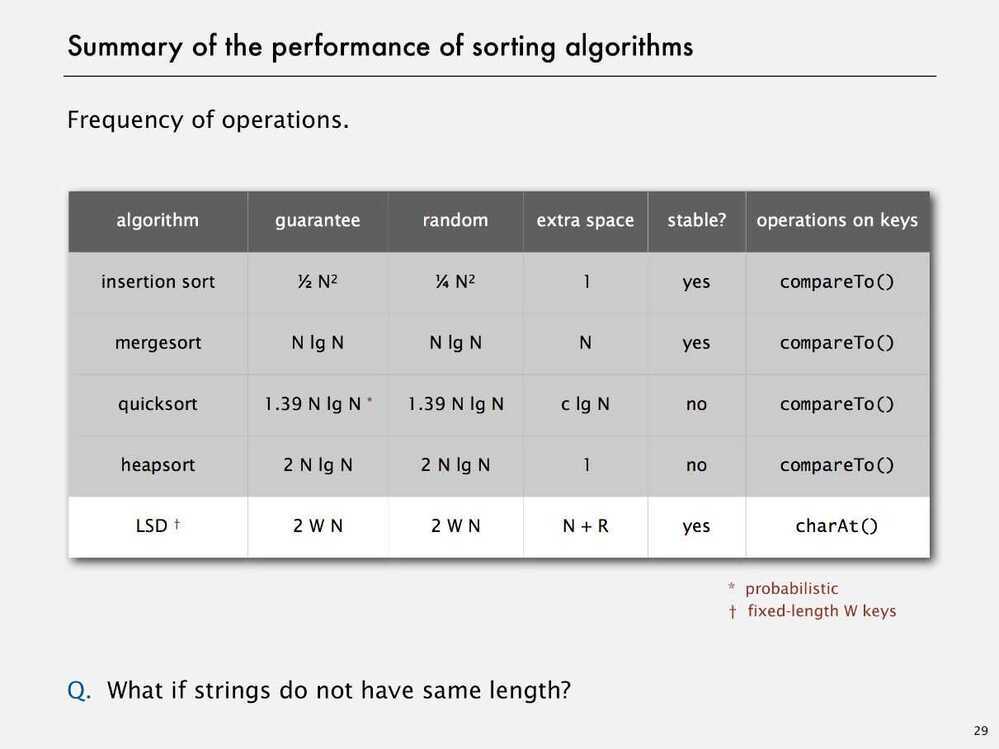 Summary of the performance of sorting algorithms
Frequency of operations.
algorithm guarantee random extra space stable? operations on keys
insertion sort ½ N² ¼ N² 1 yes compareTo()
mergesort N lg N N lg N N yes compareTo()
quicksort 1.39 N lg N * 1.39 N lg N c lg N no compareTo()
heapsort 2 N lg N 2 N lg N 1 no compareTo()
LSD † 2 W N 2 W N N + R yes charAt()
* probabilistic
† fixed-length W keys
Q. What if strings do not have same length?
29